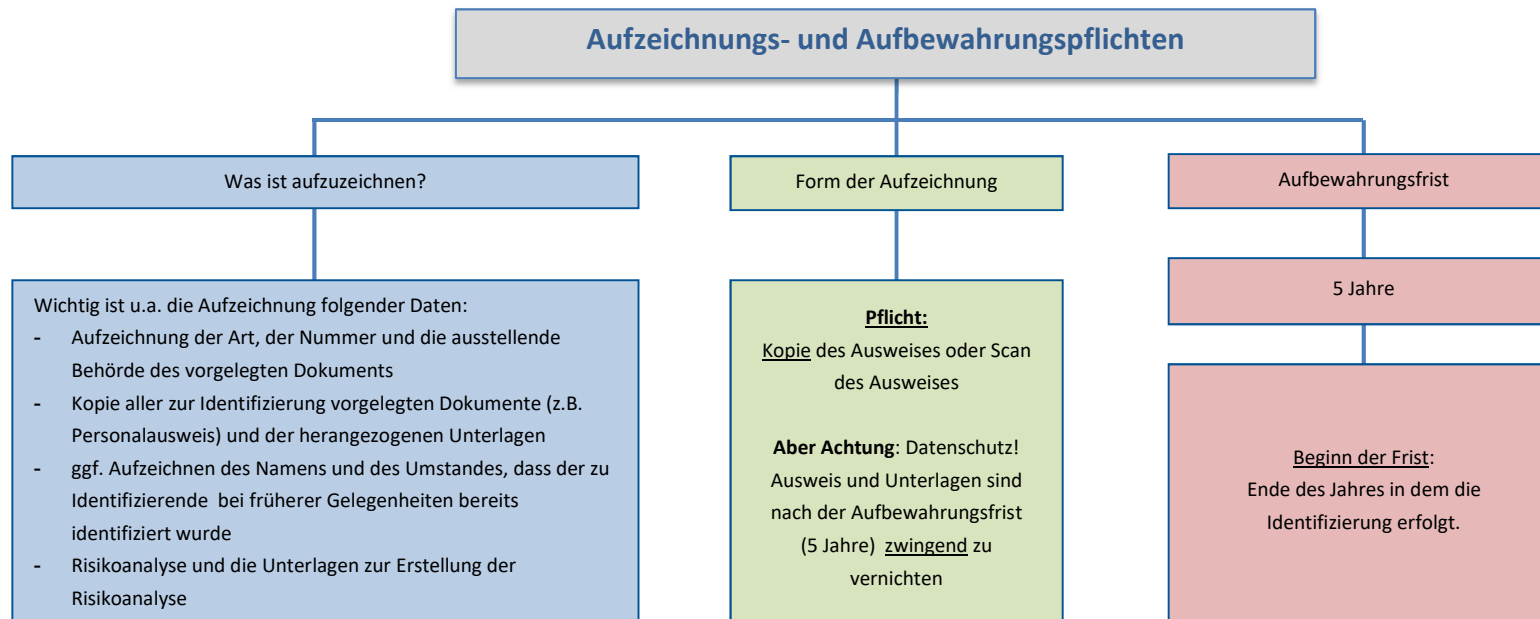 Aufzeichnungs- und Aufbewahrungspflichten
Was ist aufzuzeichnen?
Wichtig ist u.a. die Aufzeichnung folgender Daten:
- Aufzeichnung der Art, der Nummer und die ausstellende
Behörde des vorgelegten Dokuments
- Kopie aller zur Identifizierung vorgelegten Dokumente (z.B.
Personalausweis) und der herangezogenen Unterlagen
- ggf. Aufzeichnen des Namens und des Umstandes, dass der zu
Identifizierende bei früherer Gelegenheiten bereits
identifiziert wurde
- Risikoanalyse und die Unterlagen zur Erstellung der
Risikoanalyse
Form der Aufzeichnung
Pflicht:
Kopie des Ausweises oder Scan
des Ausweises
Aber Achtung: Datenschutz!
Ausweis und Unterlagen sind
nach der Aufbewahrungsfrist
(5 Jahre) zwingend zu
vernichten
Aufbewahrungsfrist
5 Jahre
Beginn der Frist:
Ende des Jahres in dem die
Identifizierung erfolgt.